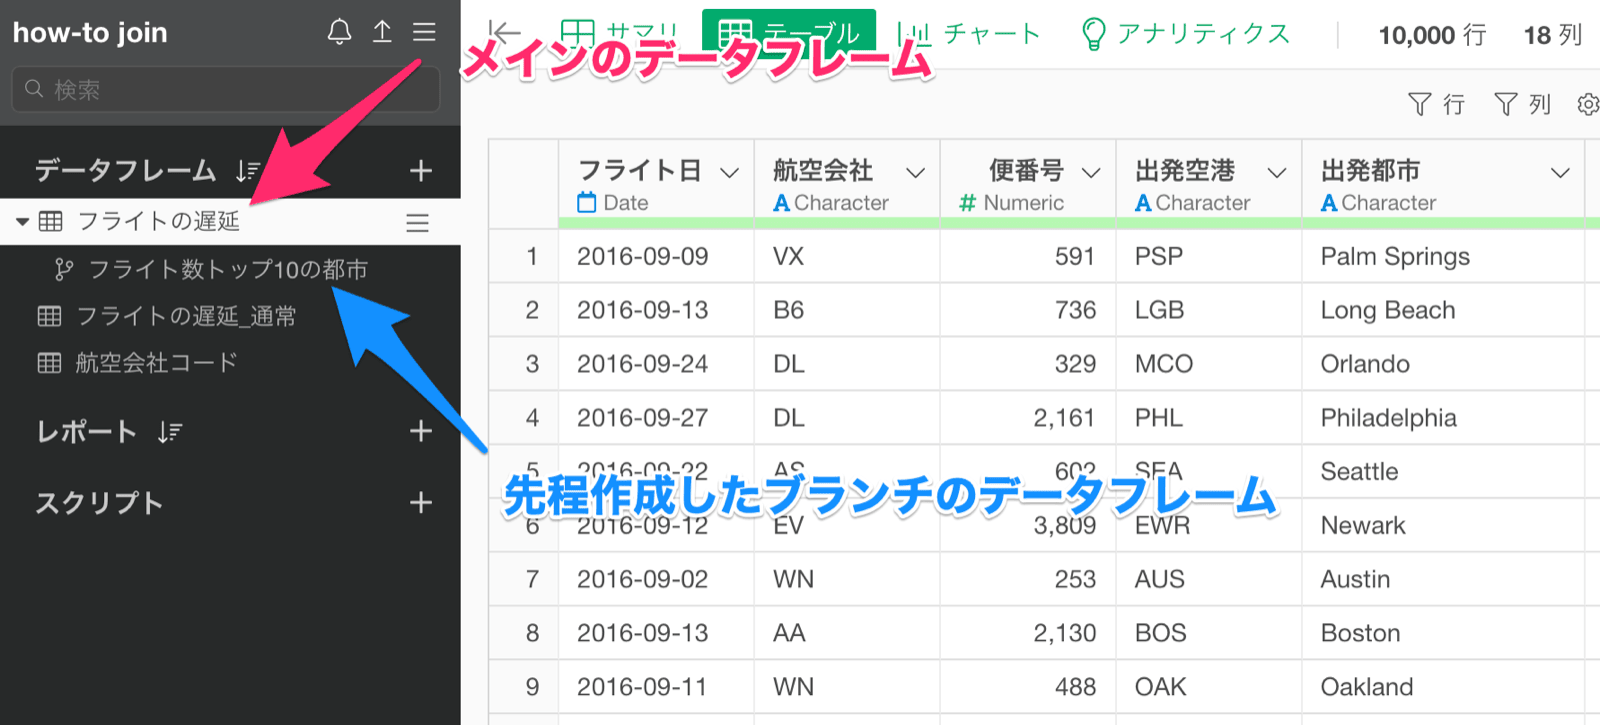 how-to join
検索
データフレーム
フライトの遅延
フライト数トップ10の都市
フライトの遅延_通常
航空会社コード
レポート
スクリプト
サマリ テーブル チャート アナリティクス 10,000 行 18 列
メインのデータフレーム
行 列
フライト日 航空会社 便番号 出発空港 出発都市
Date Character Numeric Character Character
1 2016-09-09 VX 591 PSP Palm Springs
2 2016-09-13 B6 736 LGB Long Beach
3 2016-09-24 DL 329 MCO Orlando
4 2016-09-27 DL 2,161 PHL Philadelphia
5 2016-09-22 AS 602 SEA Seattle
先程作成したブランチのデータフレーム
6 2016-09-12 EV 3,809 EWR Newark
7 2016-09-02 WN 253 AUS Austin
8 2016-09-13 AA 2,130 BOS Boston
9 2016-09-11 WN 488 OAK Oakland